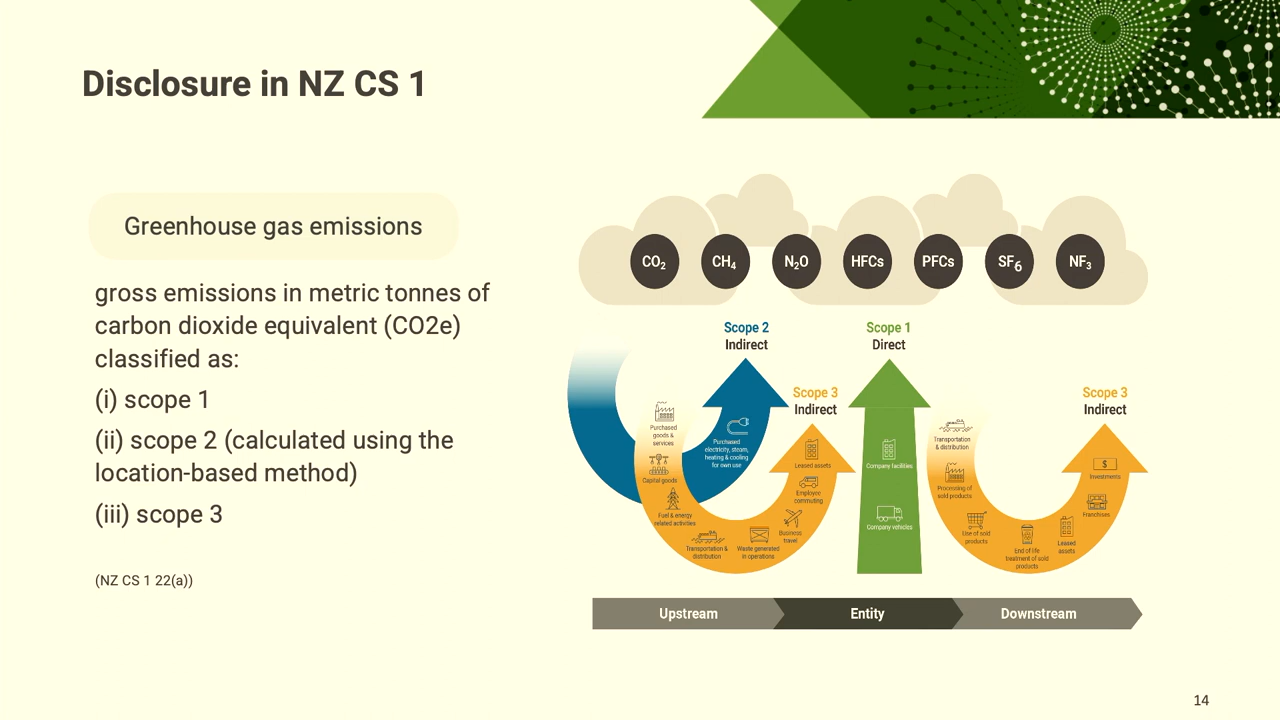 Disclosure in NZ CS 1
Greenhouse gas emissions
gross emissions in metric tonnes of
carbon dioxide equivalent (CO2e)
classified as:
(i) scope 1
(ii) scope 2 (calculated using the
location-based method)
(iii) scope 3
(NZ CS 1 22(a))
CO₂
CH₄
N₂O
HFCs
PFCs
SF₆
NF₃
Scope 2
Indirect
Scope 1
Direct
Scope 3
Indirect
Scope 3
Indirect
Purchased
electricity, steam,
heating & cooling
for own use
Purchased
goods &
services
Capital goods
Fuel & energy
related activities
Transportation &
distribution
Waste generated
in operations
Business
travel
Employee
commuting
Leased assets
Company facilities
Company vehicles
Transportation
& distribution
Processing of
sold products
Use of sold
products
End of life
treatment of sold
products
Leased
assets
Franchises
Investments
$
Upstream
Entity
Downstream
14